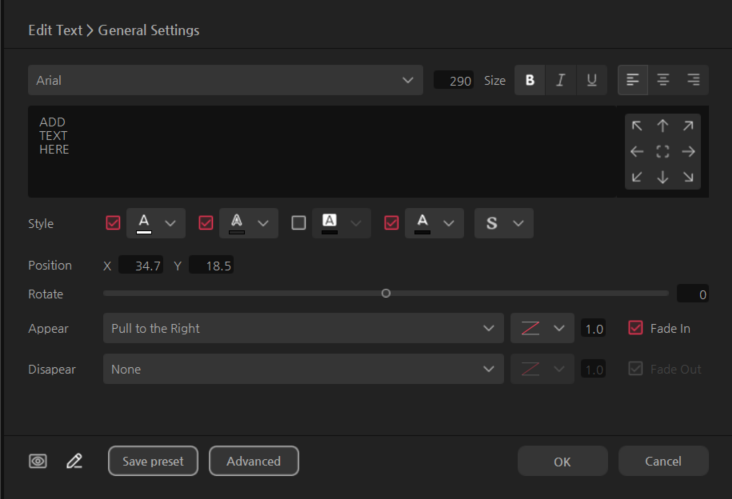 Edit Text > General Settings
Arial 290 Size B I U
ADD
TEXT
HERE
Style A A A A S
Position X 34.7 Y 18.5
Rotate 0
Appear Pull to the Right 1.0 Fade In
Disapear None 1.0 Fade Out
Save preset Advanced OK Cancel